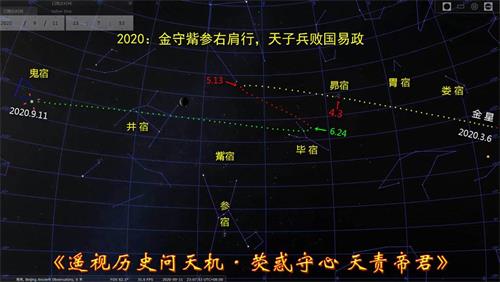 2020 / 9 / 11
2020：金守觜参右肩行，天子兵败国易政
5.13
昴宿
胃宿
娄宿
鬼宿
4.3
金星
2020.9.11
井宿
6.24
2020.3.6
觜宿
毕宿
参宿
《遥视历史问天机·荧惑守心 天责帝君》